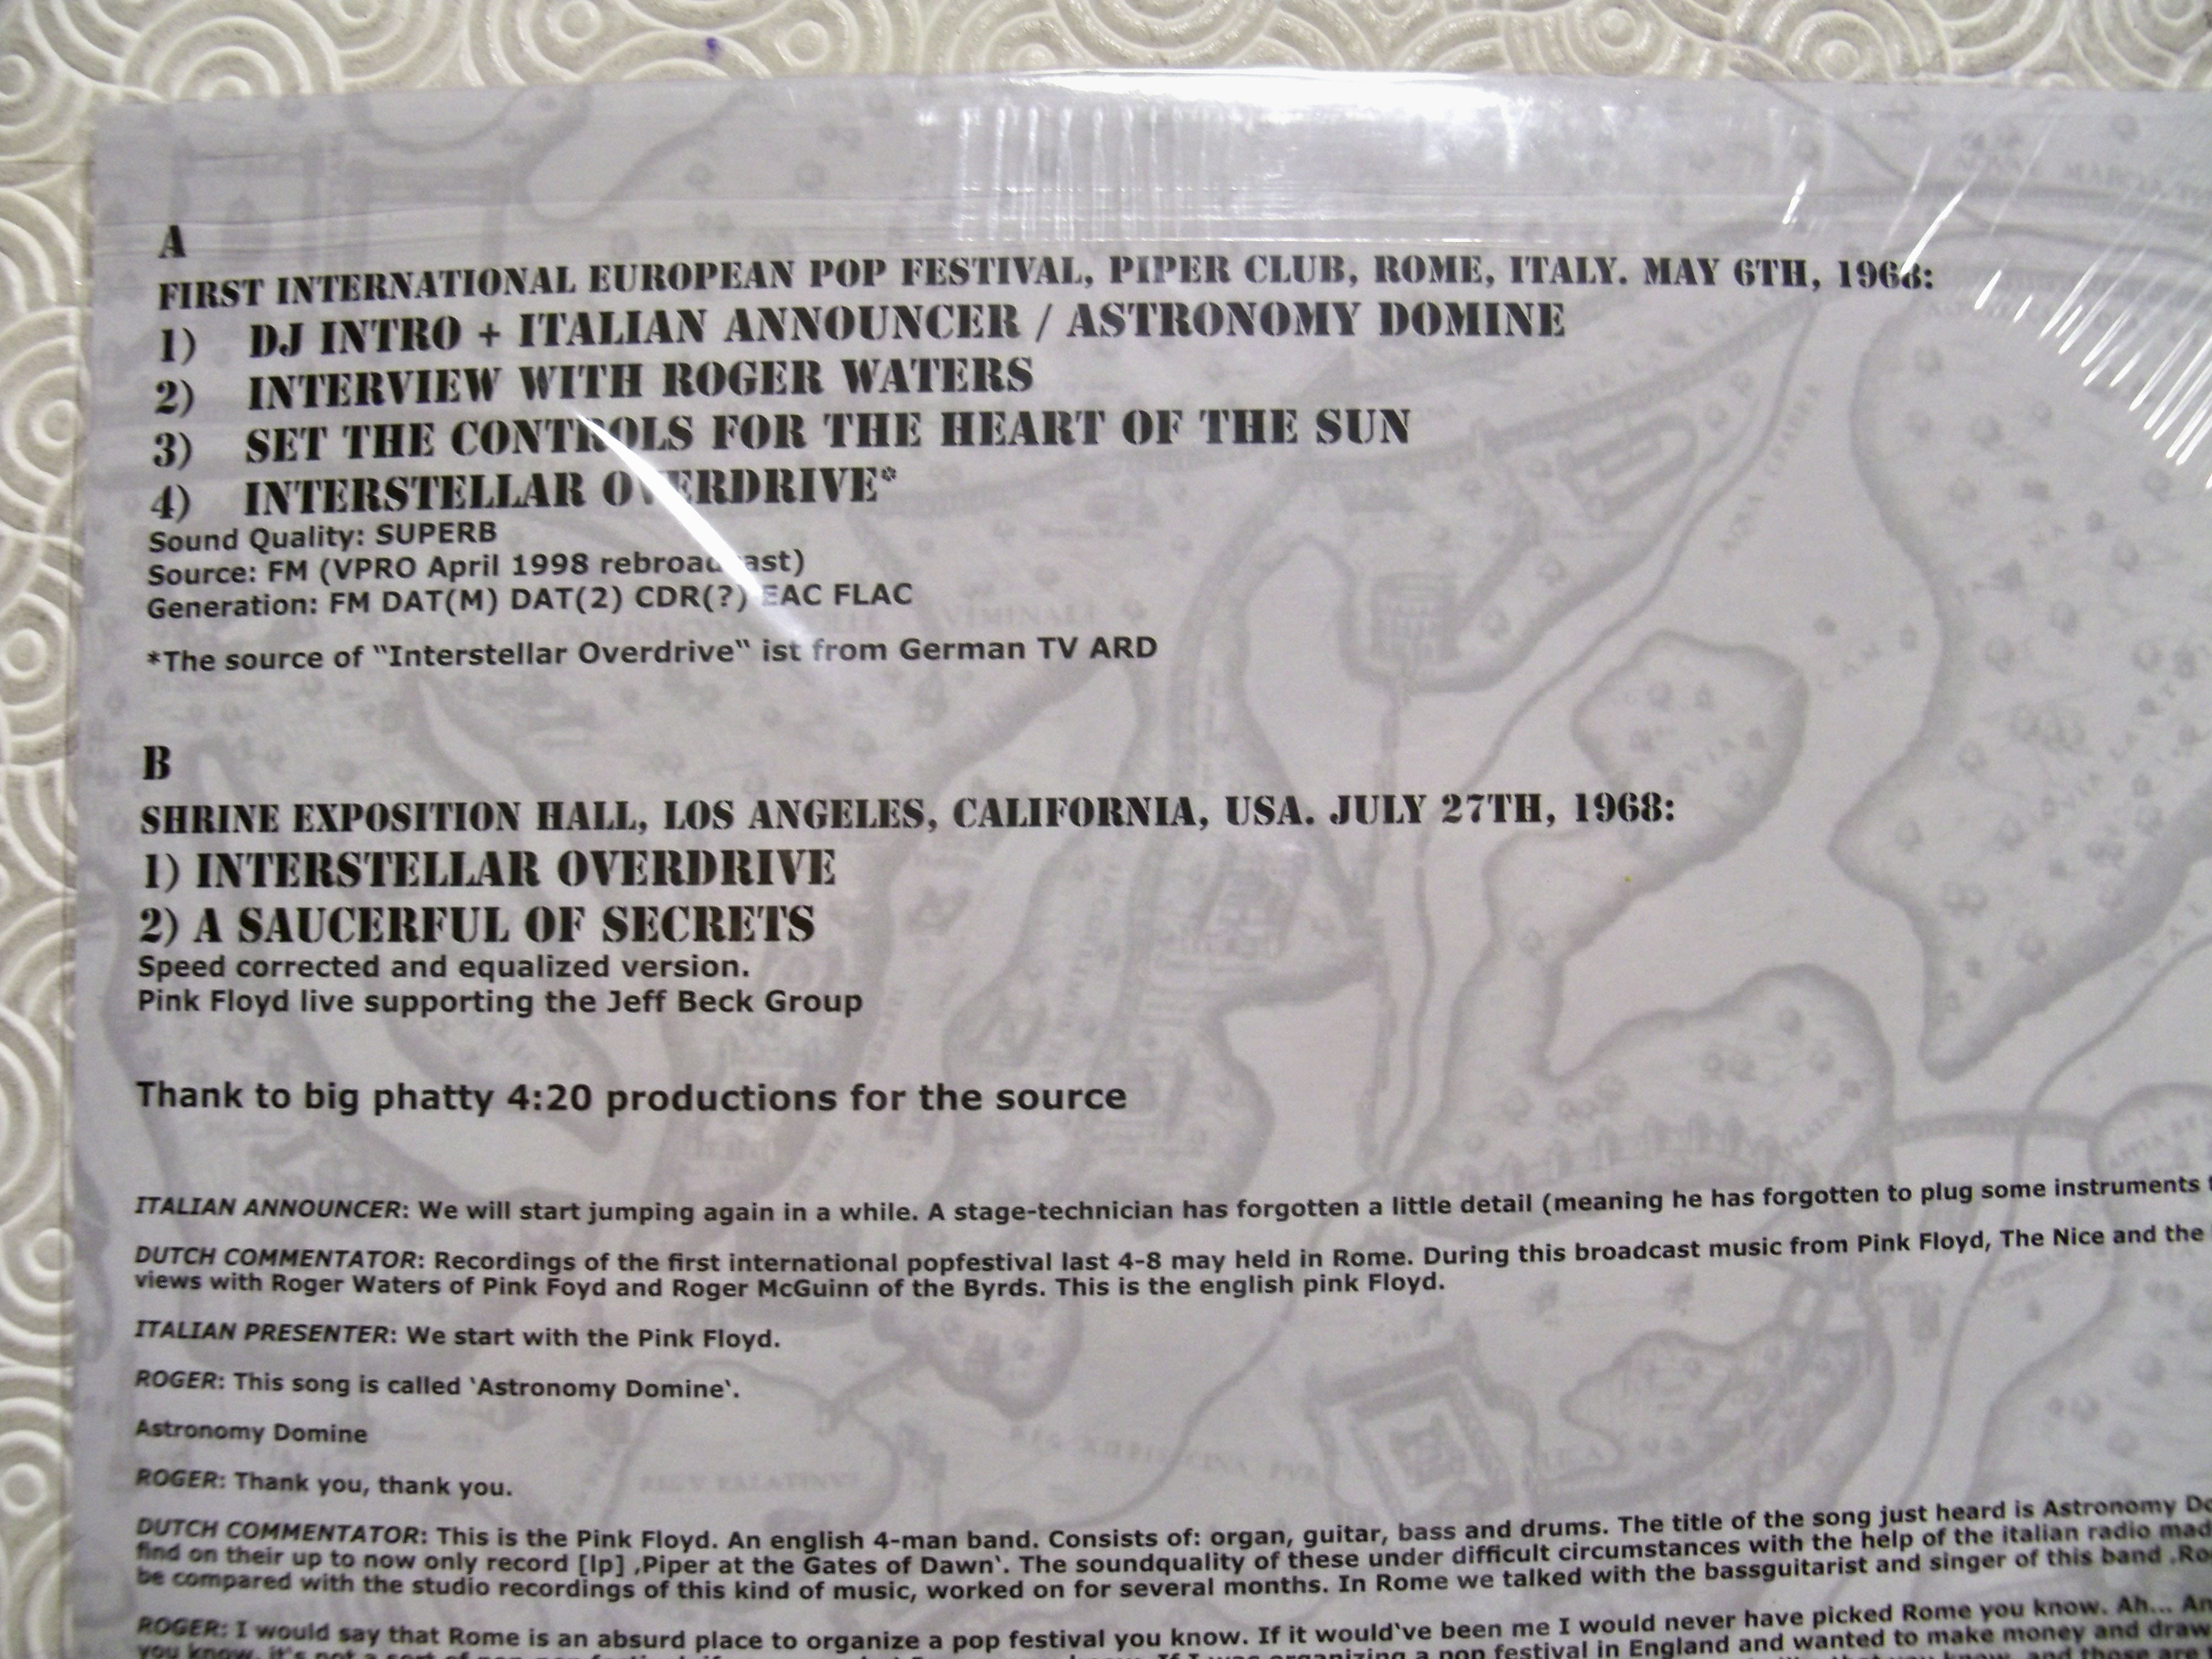 A
FIRST INTERNATIONAL EUROPEAN POP FESTIVAL, PIPER CLUB, ROME, ITALY. MAY 6TH, 1968:
1) DJ INTRO + ITALIAN ANNOUNCER / ASTRONOMY DOMINE
2) INTERVIEW WITH ROGER WATERS
3) SET THE CONTROLS FOR THE HEART OF THE SUN
4) INTERSTELLAR OVERDRIVE*
Sound Quality: SUPERB
Source: FM (VPRO April 1998 rebroadcast)
Generation: FM DAT(M) DAT(2) CDR(?) EAC FLAC
*The source of "Interstellar Overdrive" ist from German TV ARD
B
SHRINE EXPOSITION HALL, LOS ANGELES, CALIFORNIA, USA. JULY 27TH, 1968:
1) INTERSTELLAR OVERDRIVE
2) A SAUCERFUL OF SECRETS
Speed corrected and equalized version.
Pink Floyd live supporting the Jeff Beck Group
Thank to big phatty 4:20 productions for the source
ITALIAN ANNOUNCER: We will start jumping again in a while. A stage-technician has forgotten a little detail (meaning he has forgotten to plug some instruments
DUTCH COMMENTATOR: Recordings of the first international popfestival last 4-8 may held in Rome. During this broadcast music from Pink Floyd, The Nice and the
views with Roger Waters of Pink Foyd and Roger McGuinn of the Byrds. This is the english pink Floyd.
ITALIAN PRESENTER: We start with the Pink Floyd.
ROGER: This song is called 'Astronomy Domine'.
Astronomy Domine
ROGER: Thank you, thank you.
DUTCH COMMENTATOR: This is the Pink Floyd. An english 4-man band. Consists of: organ, guitar, bass and drums. The title of the song just heard is Astronomy
find on their up to now only record [lp] ‚Piper at the Gates of Dawn'. The soundquality of these under difficult circumstances with the help of the italian radio
be compared with the studio recordings of this kind of music, worked on for several months. In Rome we talked with the bassguitarist and singer of this band
ROGER: I would say that Rome is an absurd place to organize a pop festival you know. If it would've been me I would never have picked Rome you know. Ah...
organizing a pop festival in England and wanted to make money and draw